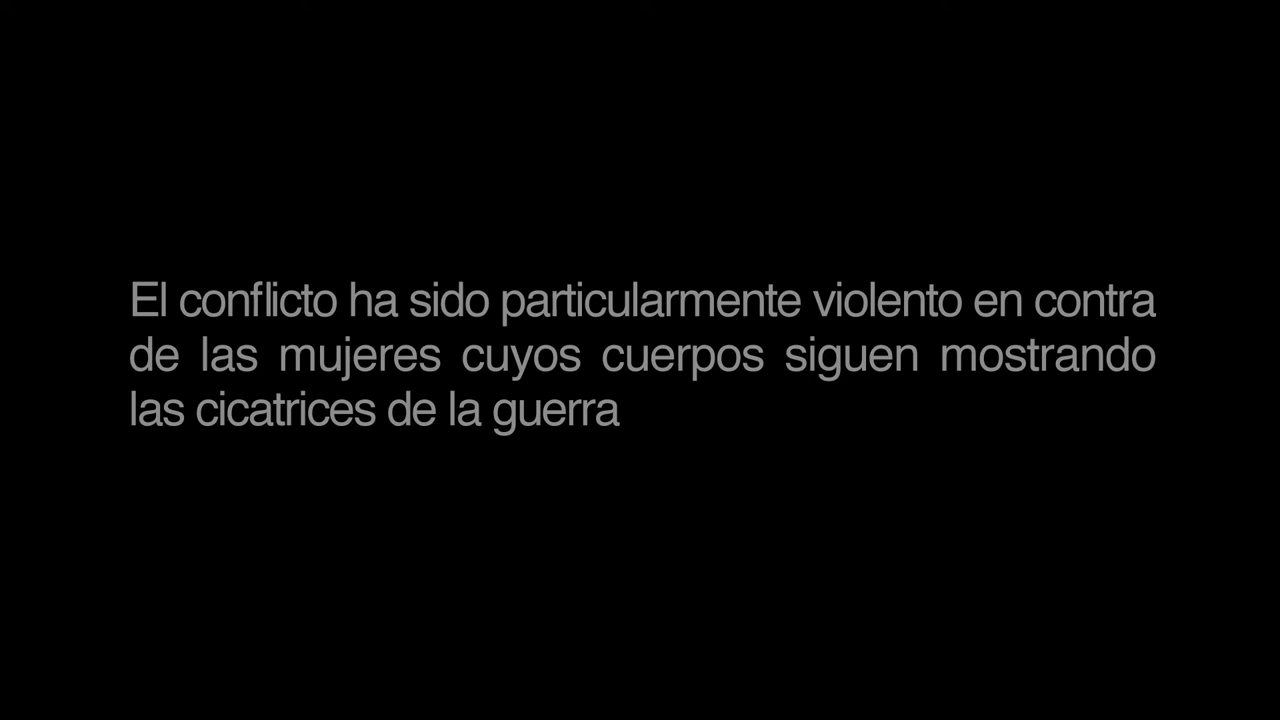 El conflicto ha sido particularmente violento en contra
de las mujeres cuyos cuerpos siguen mostrando
las cicatrices de la guerra